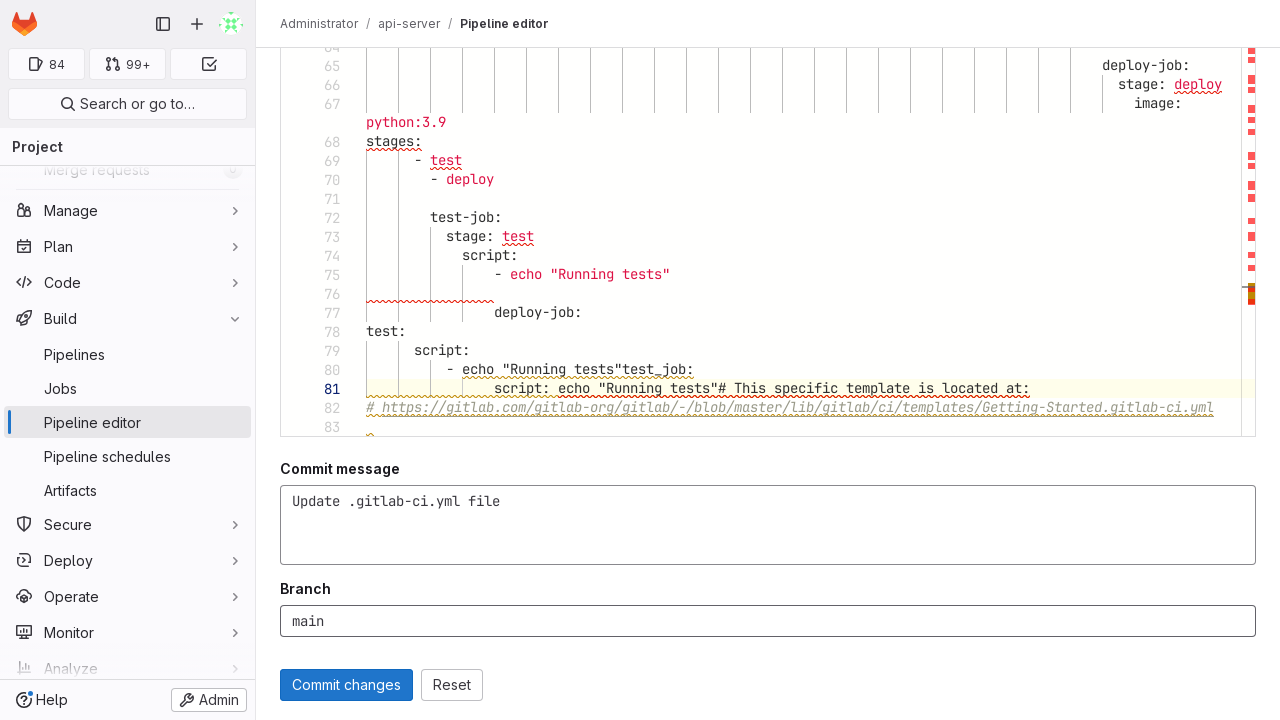 Administrator / api-server / Pipeline editor
84
99+
Search or go to…
Project
Merge requests
Manage
Plan
Code
Build
Pipelines
Jobs
Pipeline editor
Pipeline schedules
Artifacts
Secure
Deploy
Operate
Monitor
Analyze
Help
Admin
64
65 deploy-job:
66 stage: deploy
67 image:
python:3.9
68 stages:
69 - test
70 - deploy
71
72 test-job:
73 stage: test
74 script:
75 - echo "Running tests"
76
77 deploy-job:
78 test:
79 script:
80 - echo "Running tests"test_job:
81 script: echo "Running tests"# This specific template is located at:
82 # https://gitlab.com/gitlab-org/gitlab/-/blob/master/lib/gitlab/ci/templates/Getting-Started.gitlab-ci.yml
83
Commit message
Update .gitlab-ci.yml file
Branch
main
Commit changes
Reset